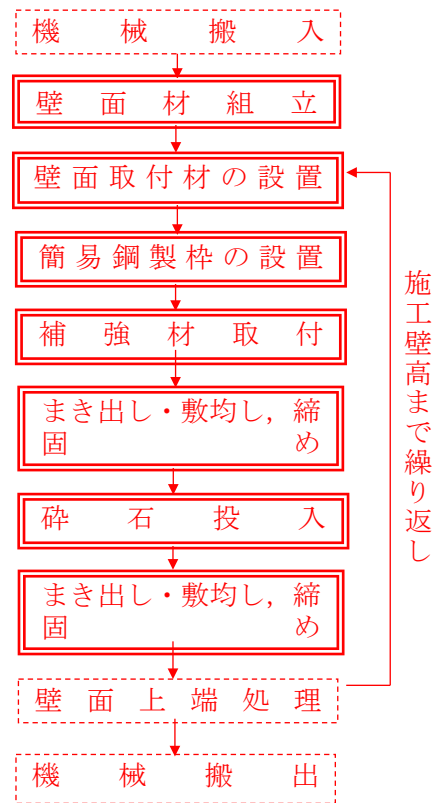 機械搬入
壁面材組立
壁面取付材の設置
簡易鋼製枠の設置
補強材取付
まき出し・敷均し，締
固め
砕石投入
まき出し・敷均し，締
固め
壁面上端処理
機械搬出
施工壁高まで繰り返し